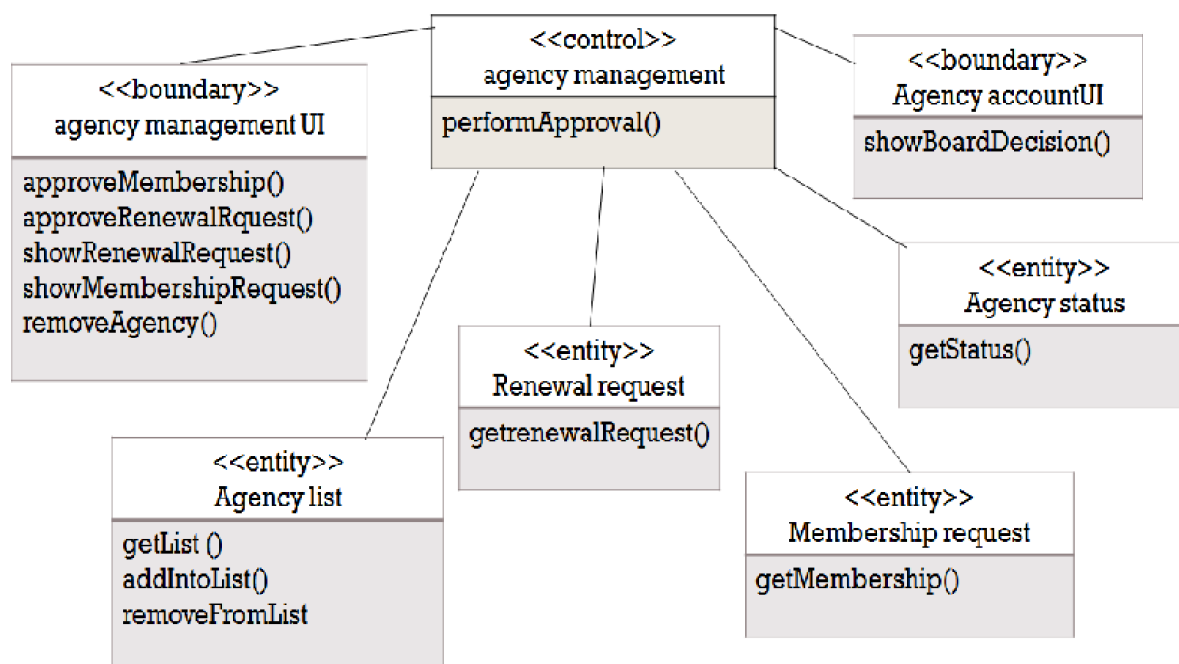 <<control>>
agency management
performApproval()
<<boundary>>
agency management UI
approveMembership()
approveRenewalRquest()
showRenewalRequest()
showMembershipRequest()
removeAgency()
<<boundary>>
Agency accountUI
showBoardDecision()
<<entity>>
Agency status
getStatus()
<<entity>>
Renewal request
getrenewalRequest()
<<entity>>
Agency list
getList ()
addIntoList()
removeFromList
<<entity>>
Membership request
getMembership()